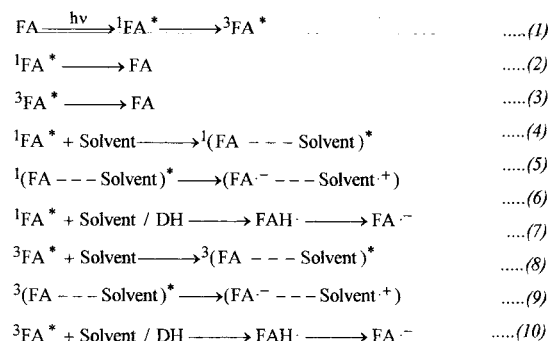 FA —hν→ ¹FA* ⟶ ³FA* .....(1)
¹FA* ⟶ FA .....(2)
³FA* ⟶ FA .....(3)
¹FA* + Solvent ⟶ ¹(FA --- Solvent)* .....(4)
¹(FA --- Solvent)* ⟶ (FA·⁻ --- Solvent·⁺) .....(5)
.....(6)
¹FA* + Solvent / DH ⟶ FAH· ⟶ FA·⁻ ....(7)
³FA* + Solvent ⟶ ³(FA --- Solvent)* .....(8)
³(FA --- Solvent)* ⟶ (FA·⁻ --- Solvent·⁺) .....(9)
³FA* + Solvent / DH ⟶ FAH· ⟶ FA·⁻ .....(10)